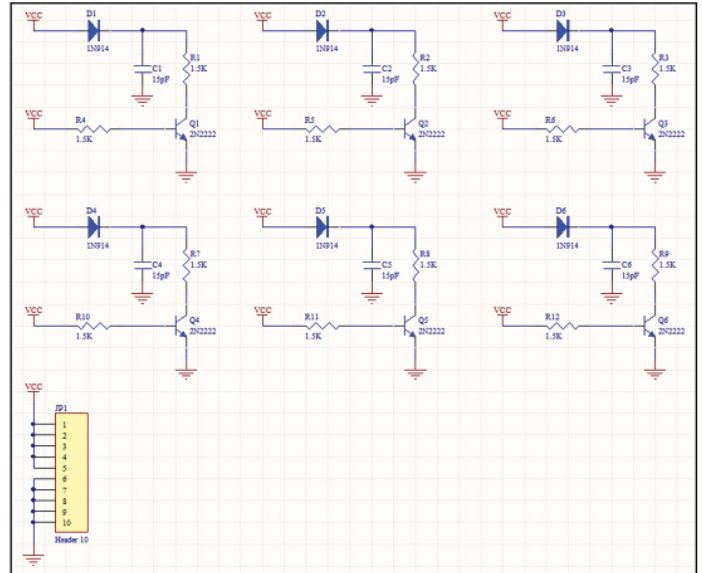 VCC D1 VCC D2 VCC D3
1N914 1N914 1N914
C1 R1 C2 R2 C3 R3
15pF 1.5K 15pF 1.5K 15pF 1.5K
VCC R4 Q1 VCC R5 Q2 VCC R6 Q3
1.5K 2N2222 1.5K 2N2222 1.5K 2N2222
VCC D4 VCC D5 VCC D6
1N914 1N914 1N914
C4 R7 C5 R8 C6 R9
15pF 1.5K 15pF 1.5K 15pF 1.5K
VCC R10 Q4 VCC R11 Q5 VCC R12 Q6
1.5K 2N2222 1.5K 2N2222 1.5K 2N2222
VCC
JP1
1
2
3
4
5
6
7
8
9
10
Header 10